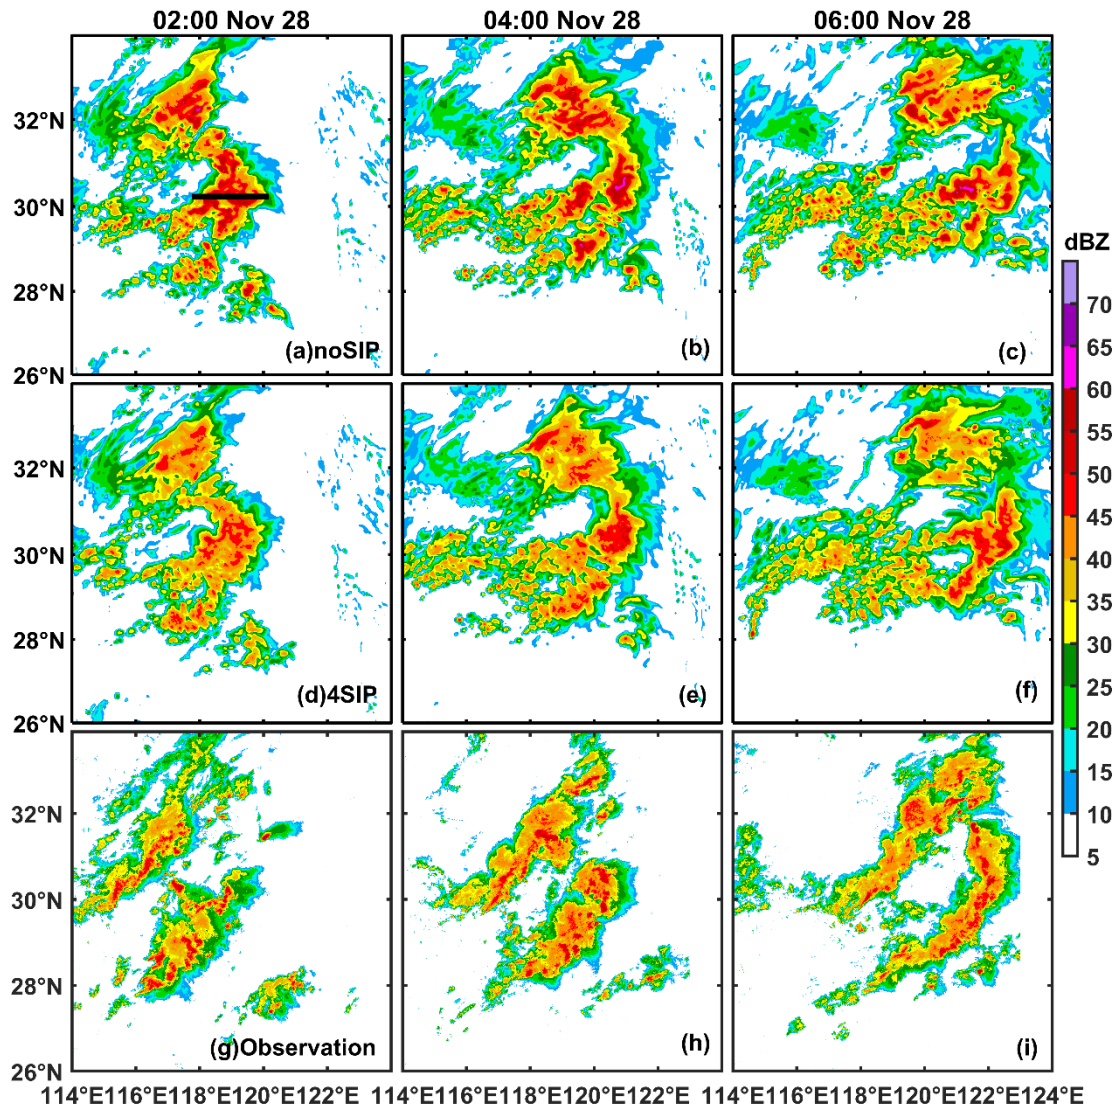 02:00 Nov 28 04:00 Nov 28 06:00 Nov 28
32°N
30°N
28°N
26°N
(a)noSIP
(b)
(c)
dBZ
70
65
60
55
50
45
40
35
30
25
20
15
10
5
32°N
30°N
28°N
26°N
(d)4SIP
(e)
(f)
32°N
30°N
28°N
26°N
(g)Observation
(h)
(i)
114°E116°E118°E120°E122°E114°E116°E118°E120°E122°E114°E116°E118°E120°E122°E124°E